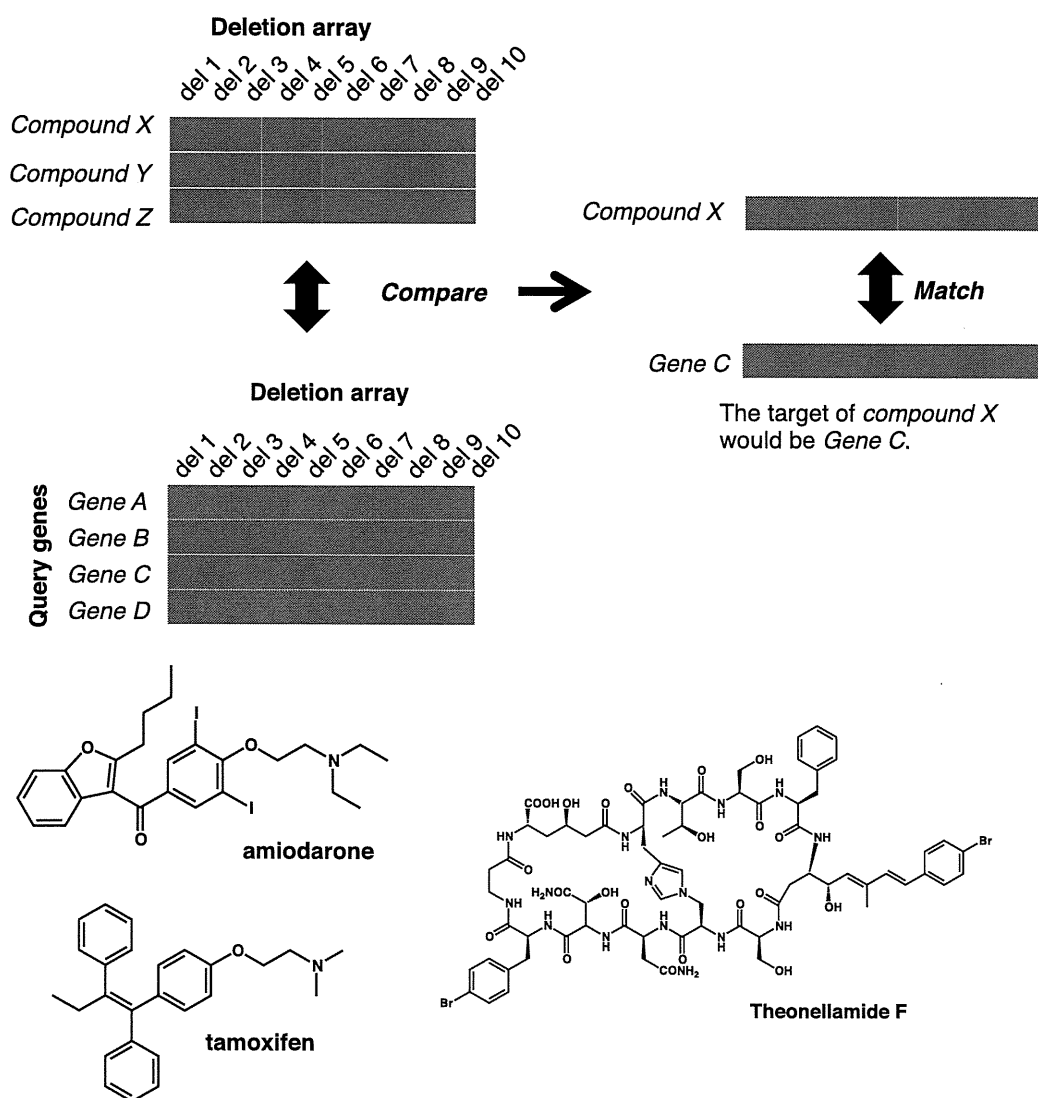 Deletion array
del 1 del 2 del 3 del 4 del 5 del 6 del 7 del 8 del 9 del 10
Compound X
Compound Y
Compound Z
Compare
Compound X
Match
Gene C
The target of compound X
would be Gene C.
Deletion array
del 1 del 2 del 3 del 4 del 5 del 6 del 7 del 8 del 9 del 10
Query genes
Gene A
Gene B
Gene C
Gene D
O
I
O
N
I
O
amiodarone
O
N
tamoxifen
COOH OH
O
O
H
N
O
OH
N
H
O
H
N
O
NH
Br
HN
O
N
H
OH
O
N
N
O
OH
NH
H2NOC
OH
NH
O
H
N
O
H
N
O
N
H
CONH2
O
N
H
O
OH
Br
Theonellamide F